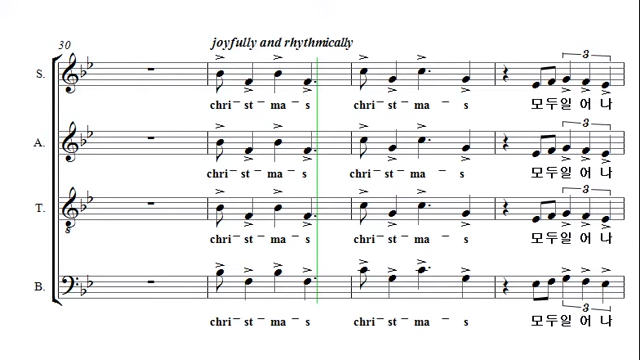 30
joyfully and rhythmically
S.
3
chri - st - ma - s chri - st - ma - s 모두일 어 나
A.
3
chri - st - ma - s chri - st - ma - s 모두일 어 나
T.
3
8
chri - st - ma - s chri - st - ma - s 모두일 어 나
B.
3
chri - st - ma - s chri - st - ma - s 모두일 어 나